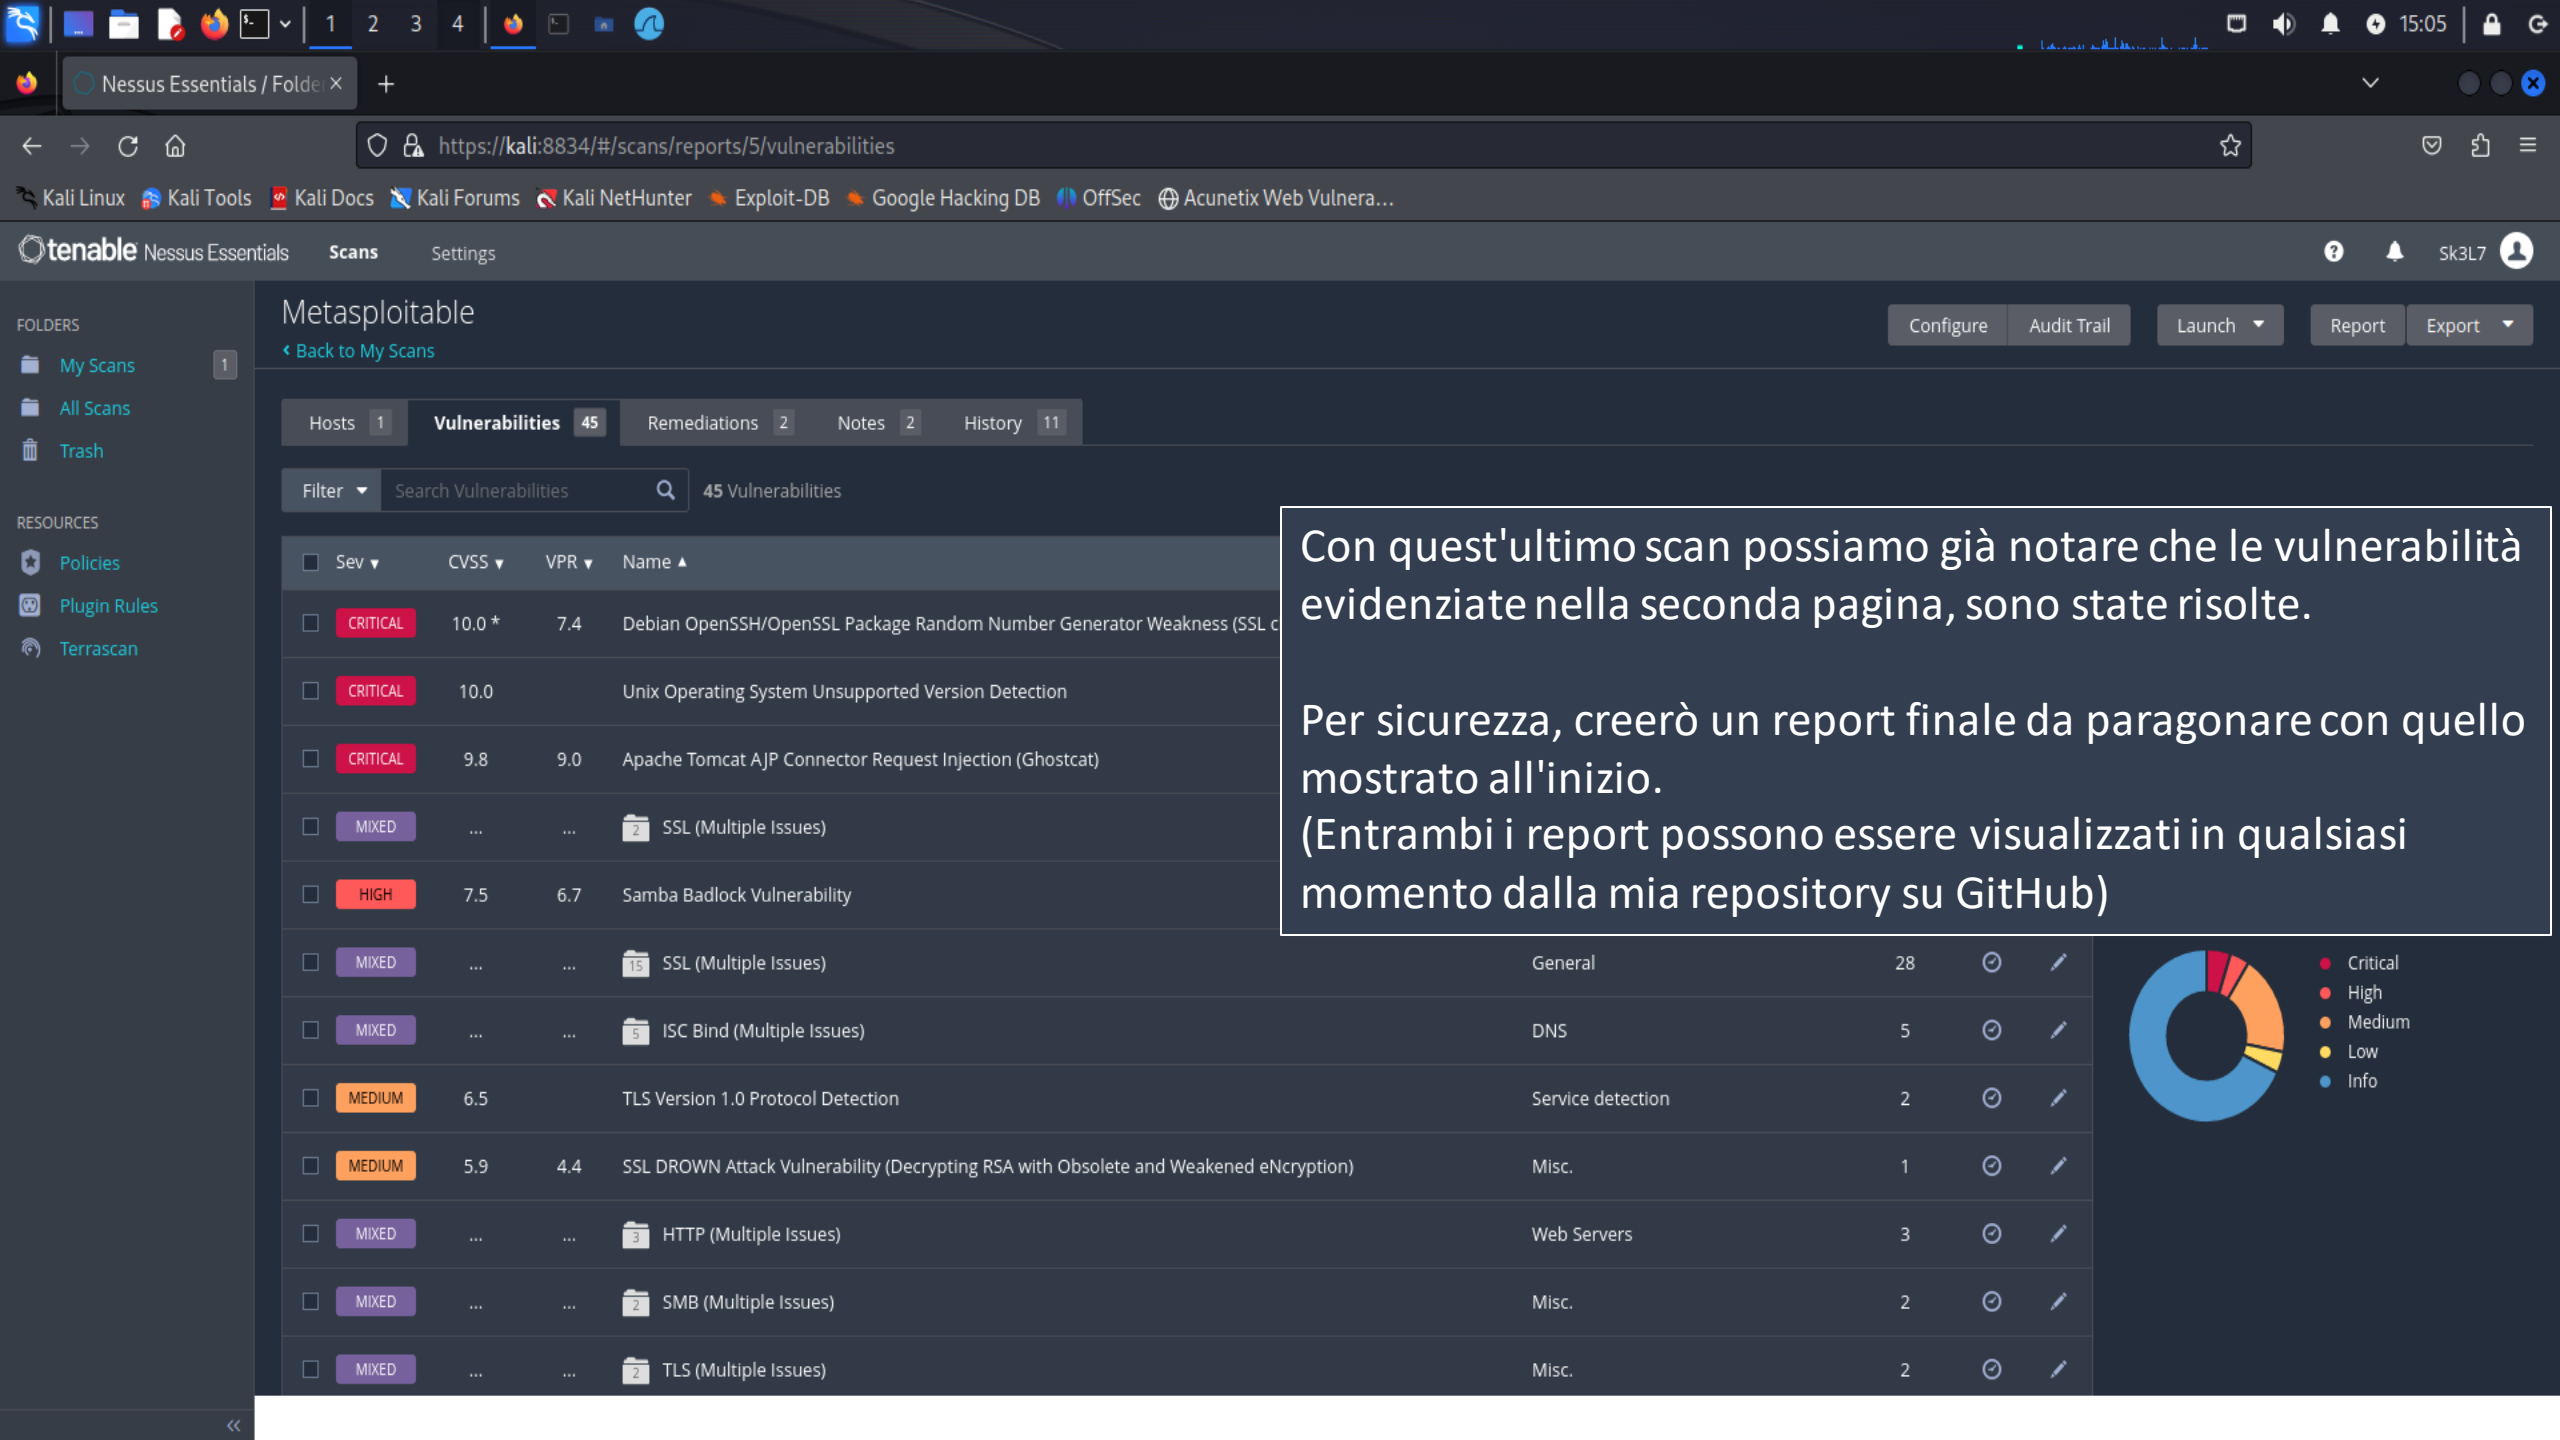 1 2 3 4
15:05
Nessus Essentials / Folde
https://kali:8834/#/scans/reports/5/vulnerabilities
Kali Linux Kali Tools Kali Docs Kali Forums Kali NetHunter Exploit-DB Google Hacking DB OffSec Acunetix Web Vulnera...
tenable Nessus Essentials Scans Settings
Sk3L7
FOLDERS
My Scans 1
All Scans
Trash
RESOURCES
Policies
Plugin Rules
Terrascan
Metasploitable
Back to My Scans
Configure Audit Trail Launch Report Export
Hosts 1 Vulnerabilities 45 Remediations 2 Notes 2 History 11
Filter Search Vulnerabilities 45 Vulnerabilities
Sev CVSS VPR Name
CRITICAL 10.0 * 7.4 Debian OpenSSH/OpenSSL Package Random Number Generator Weakness (SSL c
CRITICAL 10.0 Unix Operating System Unsupported Version Detection
CRITICAL 9.8 9.0 Apache Tomcat AJP Connector Request Injection (Ghostcat)
MIXED ... ... 2 SSL (Multiple Issues)
HIGH 7.5 6.7 Samba Badlock Vulnerability
MIXED ... ... 15 SSL (Multiple Issues) General 28
MIXED ... ... 5 ISC Bind (Multiple Issues) DNS 5
MEDIUM 6.5 TLS Version 1.0 Protocol Detection Service detection 2
MEDIUM 5.9 4.4 SSL DROWN Attack Vulnerability (Decrypting RSA with Obsolete and Weakened eNcryption) Misc. 1
MIXED ... ... 3 HTTP (Multiple Issues) Web Servers 3
MIXED ... ... 2 SMB (Multiple Issues) Misc. 2
MIXED ... ... 2 TLS (Multiple Issues) Misc. 2
Con quest'ultimo scan possiamo già notare che le vulnerabilità
evidenziate nella seconda pagina, sono state risolte.
Per sicurezza, creerò un report finale da paragonare con quello
mostrato all'inizio.
(Entrambi i report possono essere visualizzati in qualsiasi
momento dalla mia repository su GitHub)
Critical
High
Medium
Low
Info